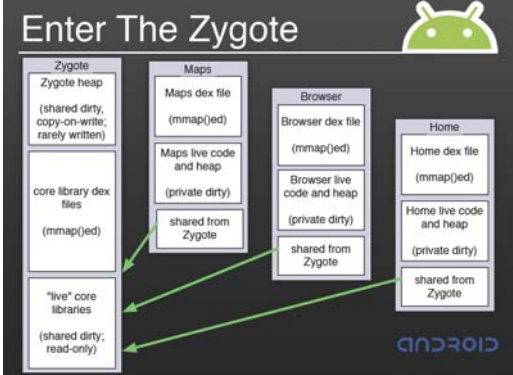 Enter The Zygote
Zygote
Zygote heap
(shared dirty,
copy-on-write;
rarely written)
core library dex
files
(mmap()ed)
"live" core
libraries
(shared dirty;
read-only)
Maps
Maps dex file
(mmap()ed)
Maps live code
and heap
(private dirty)
shared from
Zygote
Browser
Browser dex file
(mmap()ed)
Browser live
code and heap
(private dirty)
shared from
Zygote
Home
Home dex file
(mmap()ed)
Home live code
and heap
(private dirty)
shared from
Zygote
ANDROID